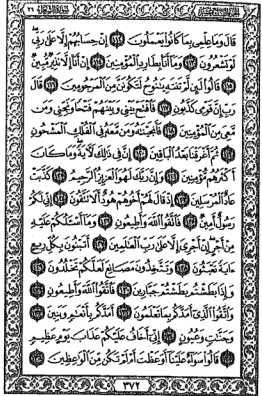 قَالَ وَمَا عِلْمِي بِمَا كَانُوا يَعْمَلُونَ ١١٢ إِنْ حِسَابُهُمْ إِلَّا عَلَىٰ رَبِّي
لَوْ تَشْعُرُونَ ١١٣ وَمَا أَنَا بِطَارِدِ الْمُؤْمِنِينَ ١١٤ إِنْ أَنَا إِلَّا نَذِيرٌ مُبِينٌ
١١٥ قَالُوا لَئِنْ لَمْ تَنْتَهِ يَا نُوحُ لَتَكُونَنَّ مِنَ الْمَرْجُومِينَ ١١٦ قَالَ
رَبِّ إِنَّ قَوْمِي كَذَّبُونِ ١١٧ فَافْتَحْ بَيْنِي وَبَيْنَهُمْ فَتْحًا وَنَجِّنِي وَمَنْ
مَعِيَ مِنَ الْمُؤْمِنِينَ ١١٨ فَأَنْجَيْنَاهُ وَمَنْ مَعَهُ فِي الْفُلْكِ الْمَشْحُونِ
١١٩ ثُمَّ أَغْرَقْنَا بَعْدُ الْبَاقِينَ ١٢٠ إِنَّ فِي ذَٰلِكَ لَآيَةً وَمَا كَانَ
أَكْثَرُهُمْ مُؤْمِنِينَ ١٢١ وَإِنَّ رَبَّكَ لَهُوَ الْعَزِيزُ الرَّحِيمُ ١٢٢ كَذَّبَتْ
عَادٌ الْمُرْسَلِينَ ١٢٣ إِذْ قَالَ لَهُمْ أَخُوهُمْ هُودٌ أَلَا تَتَّقُونَ ١٢٤ إِنِّي لَكُمْ
رَسُولٌ أَمِينٌ ١٢٥ فَاتَّقُوا اللَّهَ وَأَطِيعُونِ ١٢٦ وَمَا أَسْأَلُكُمْ عَلَيْهِ
مِنْ أَجْرٍ إِنْ أَجْرِيَ إِلَّا عَلَىٰ رَبِّ الْعَالَمِينَ ١٢٧ أَتَبْنُونَ بِكُلِّ رِيعٍ
آيَةً تَعْبَثُونَ ١٢٨ وَتَتَّخِذُونَ مَصَانِعَ لَعَلَّكُمْ تَخْلُدُونَ ١٢٩
وَإِذَا بَطَشْتُمْ بَطَشْتُمْ جَبَّارِينَ ١٣٠ فَاتَّقُوا اللَّهَ وَأَطِيعُونِ ١٣١
وَاتَّقُوا الَّذِي أَمَدَّكُمْ بِمَا تَعْلَمُونَ ١٣٢ أَمَدَّكُمْ بِأَنْعَامٍ وَبَنِينَ ١٣٣
وَجَنَّاتٍ وَعُيُونٍ ١٣٤ إِنِّي أَخَافُ عَلَيْكُمْ عَذَابَ يَوْمٍ عَظِيمٍ
١٣٥ قَالُوا سَوَاءٌ عَلَيْنَا أَوَعَظْتَ أَمْ لَمْ تَكُنْ مِنَ الْوَاعِظِينَ ١٣٦
٣٧٢